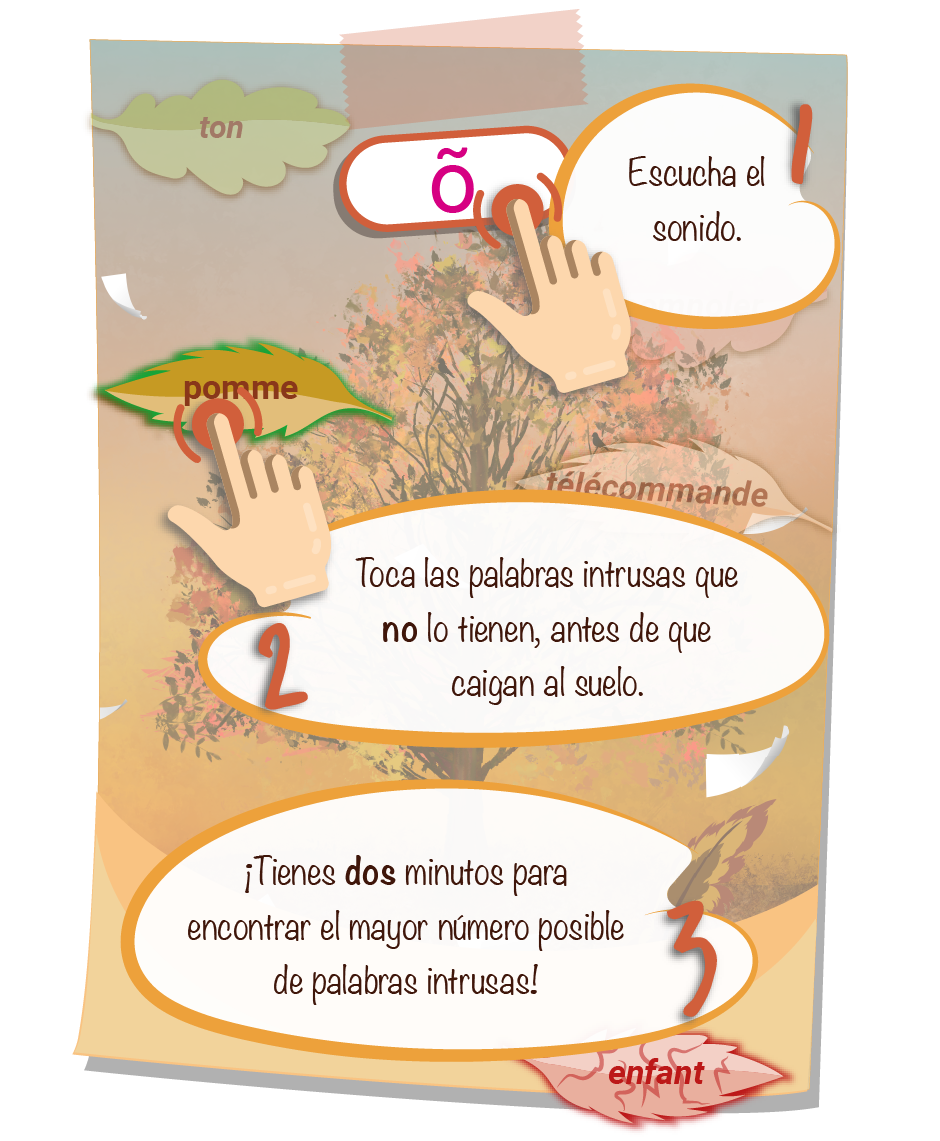 ton
õ
1
Escucha el
sonido.
pomme
télécommande
2
Toca las palabras intrusas que
no lo tienen, antes de que
caigan al suelo.
3
¡Tienes dos minutos para
encontrar el mayor número posible
de palabras intrusas!
enfant